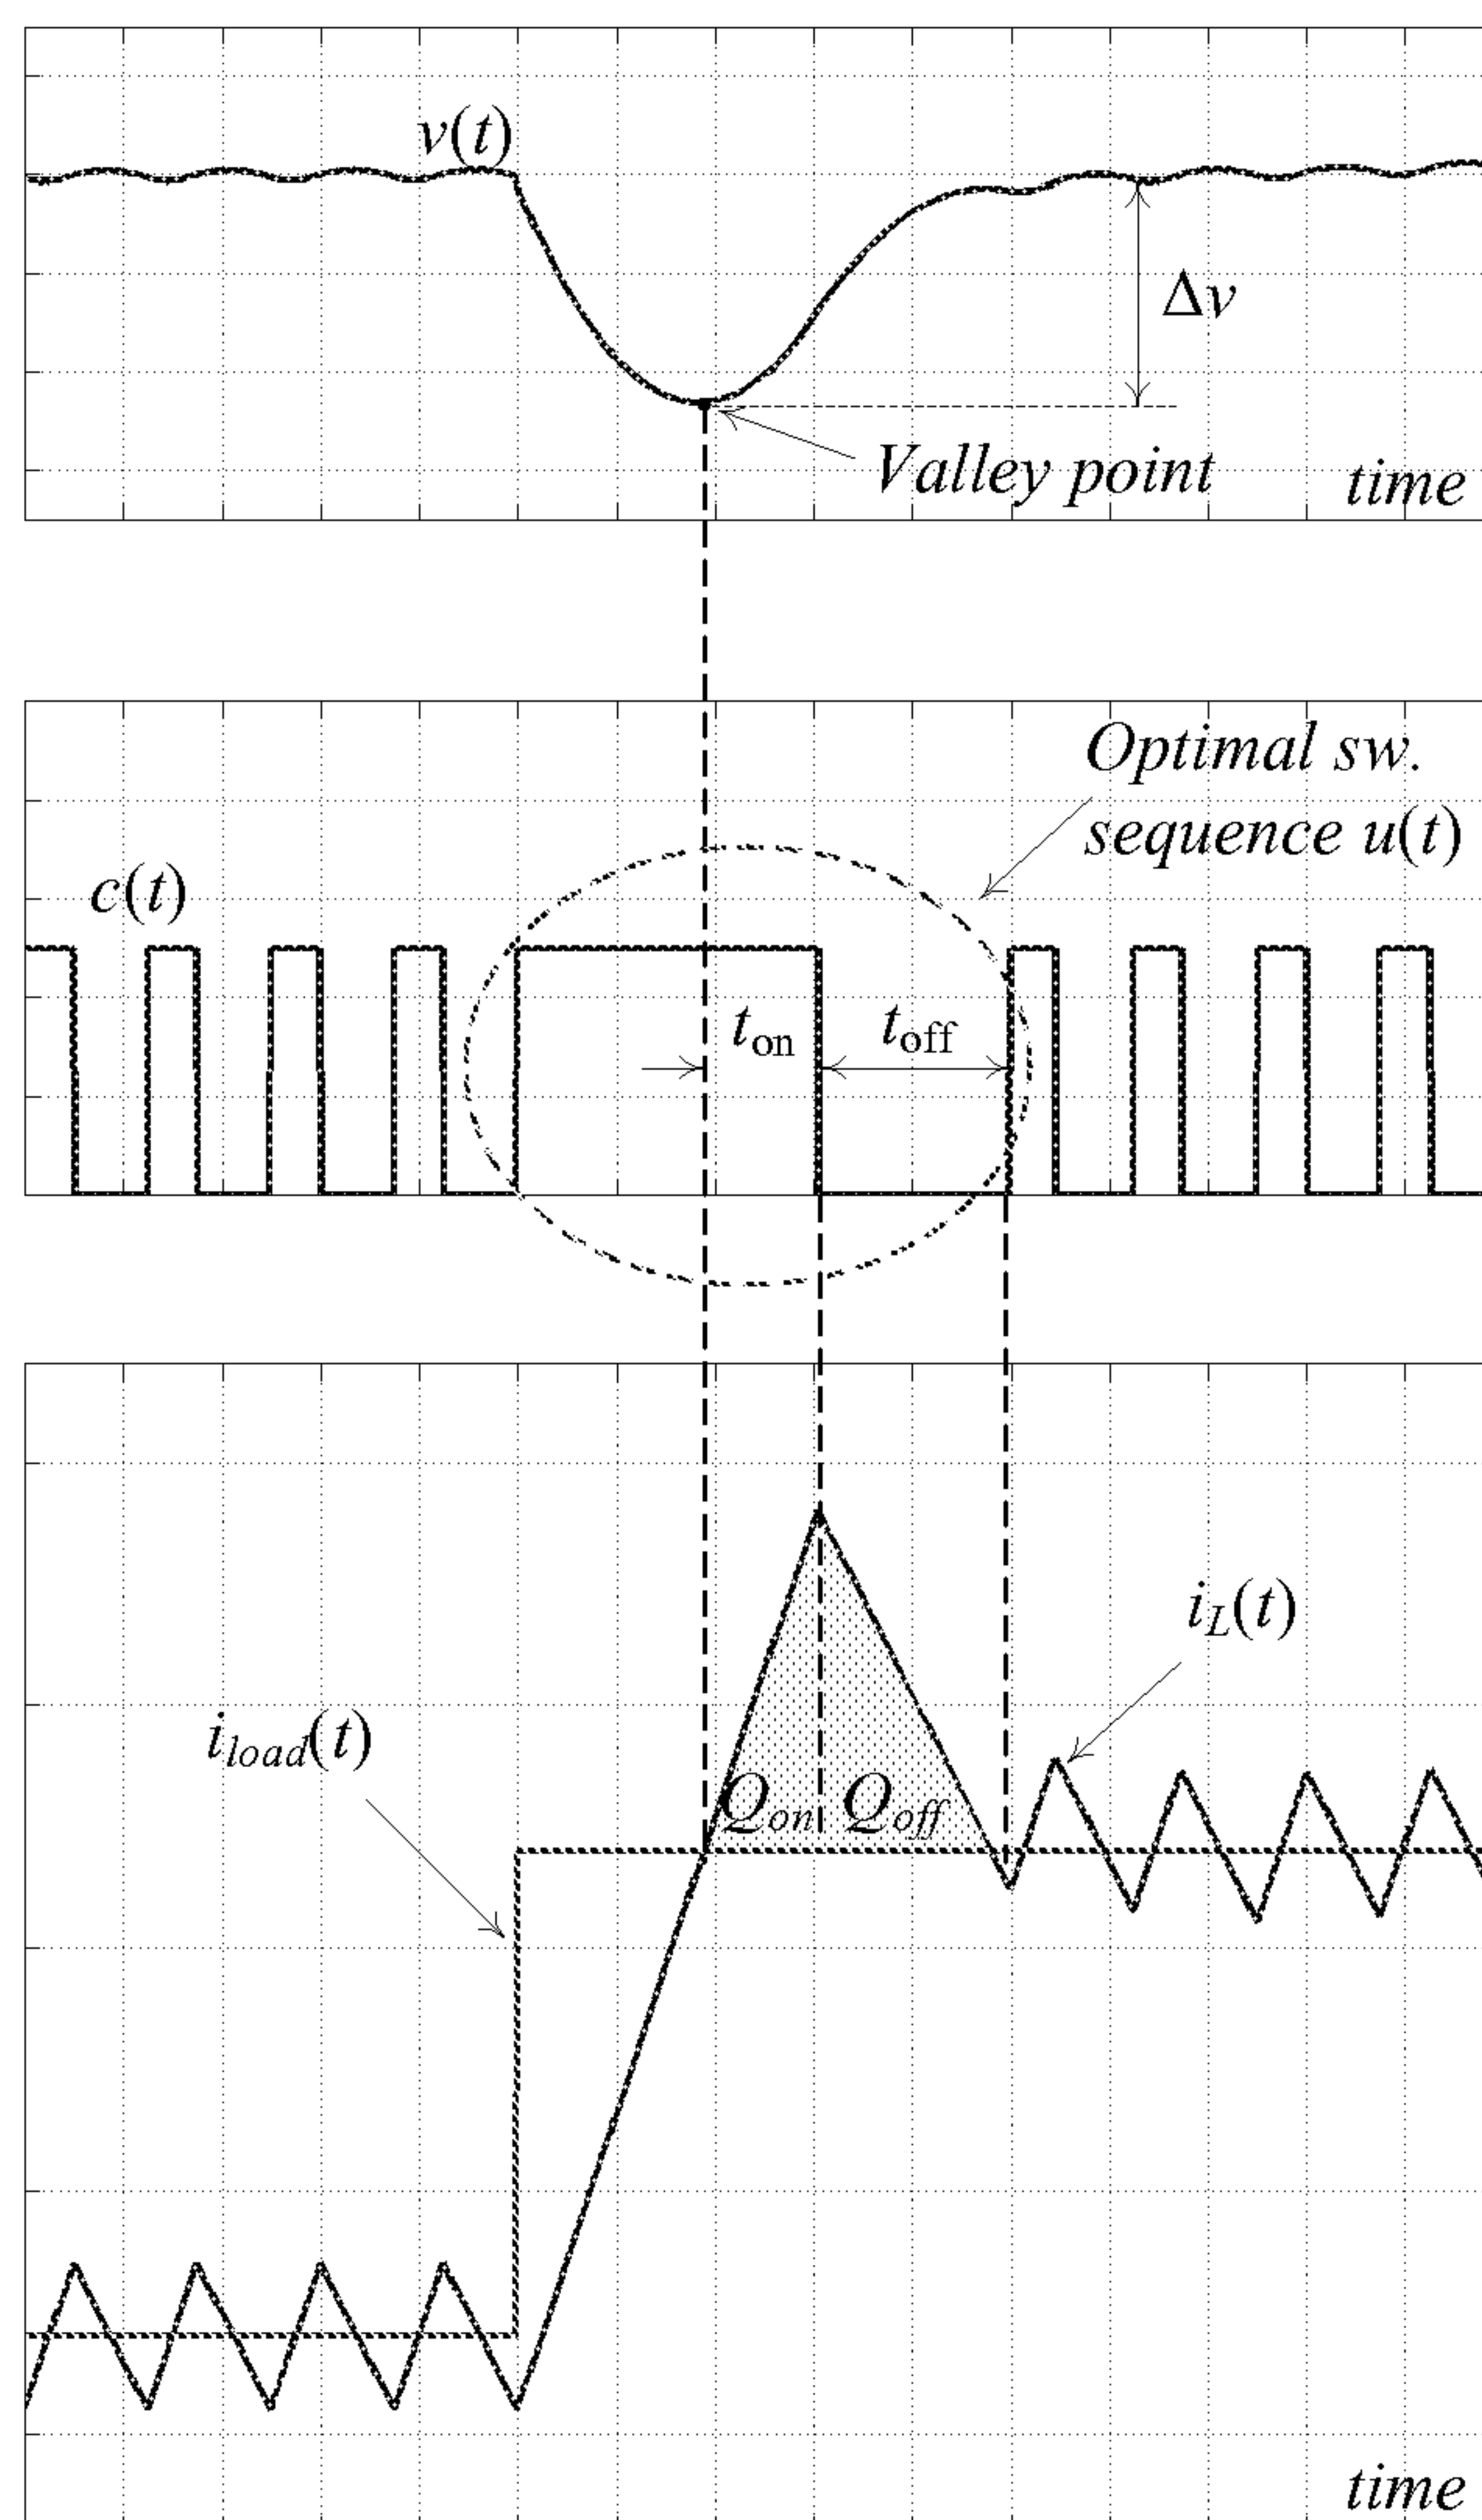 v(t)
Δv
Valley point
time
Optimal sw.
sequence u(t)
c(t)
t_on
t_off
i_L(t)
i_load(t)
Q_on
Q_off
time